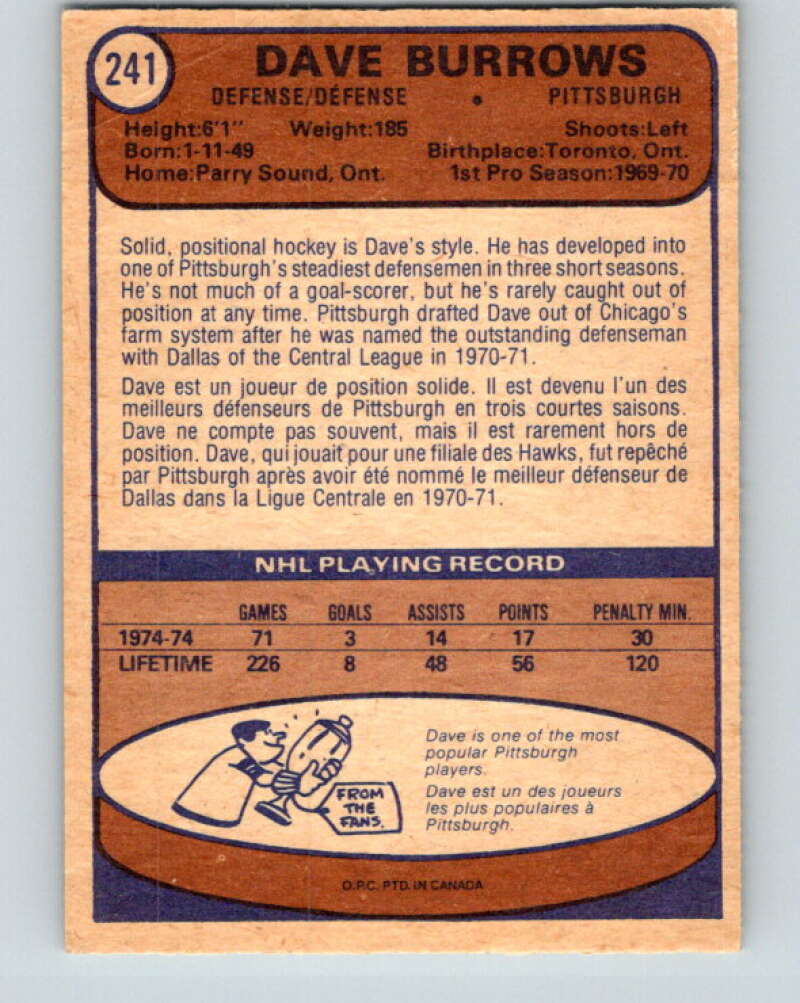 241
DAVE BURROWS
DEFENSE/DÉFENSE • PITTSBURGH
Height:6'1" Weight:185 Shoots:Left
Born:1-11-49 Birthplace:Toronto, Ont.
Home:Parry Sound, Ont. 1st Pro Season:1969-70
Solid, positional hockey is Dave's style. He has developed into
one of Pittsburgh's steadiest defensemen in three short seasons.
He's not much of a goal-scorer, but he's rarely caught out of
position at any time. Pittsburgh drafted Dave out of Chicago's
farm system after he was named the outstanding defenseman
with Dallas of the Central League in 1970-71.
Dave est un joueur de position solide. Il est devenu l'un des
meilleurs défenseurs de Pittsburgh en trois courtes saisons.
Dave ne compte pas souvent, mais il est rarement hors de
position. Dave, qui jouait pour une filiale des Hawks, fut repêché
par Pittsburgh après avoir été nommé le meilleur défenseur de
Dallas dans la Ligue Centrale en 1970-71.
NHL PLAYING RECORD
GAMES GOALS ASSISTS POINTS PENALTY MIN.
1974-74 71 3 14 17 30
LIFETIME 226 8 48 56 120
Dave is one of the most
popular Pittsburgh
players.
Dave est un des joueurs
les plus populaires à
Pittsburgh.
FROM
THE
FANS.
O.P.C. PTD. IN CANADA